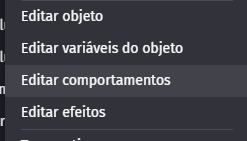 Editar objeto
Editar variáveis do objeto
Editar comportamentos
Editar efeitos